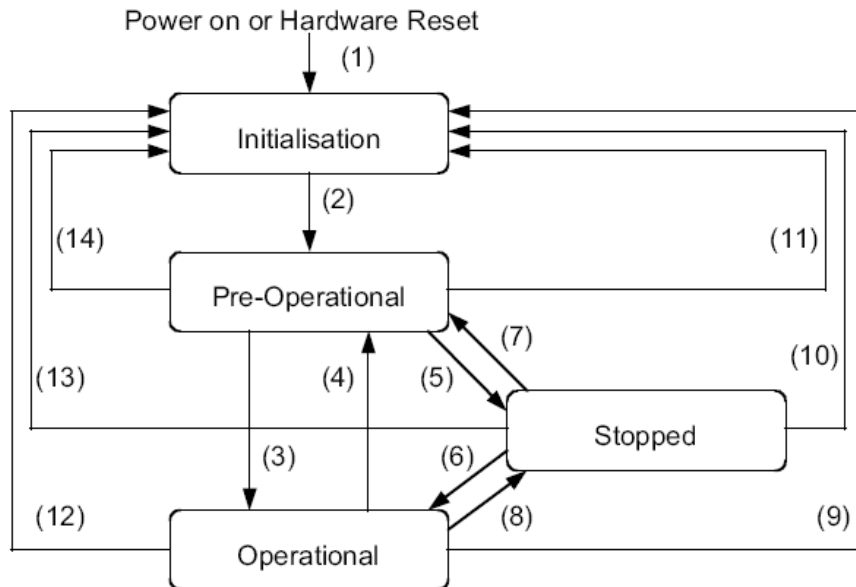 Power on or Hardware Reset
(1)
Initialisation
(2)
(14)
(11)
Pre-Operational
(7)
(10)
(13)
(4)
(5)
Stopped
(3)
(6)
(12)
(8)
(9)
Operational